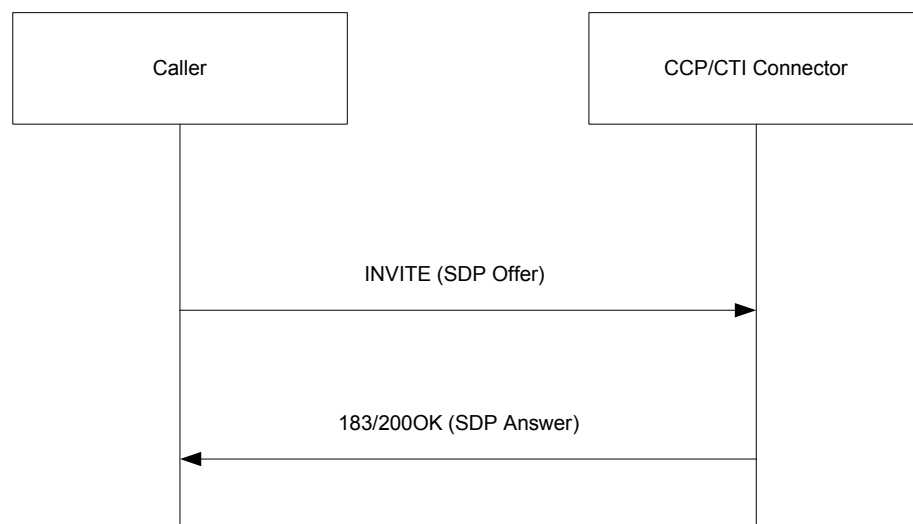 Caller
CCP/CTI Connector
INVITE (SDP Offer)
183/200OK (SDP Answer)